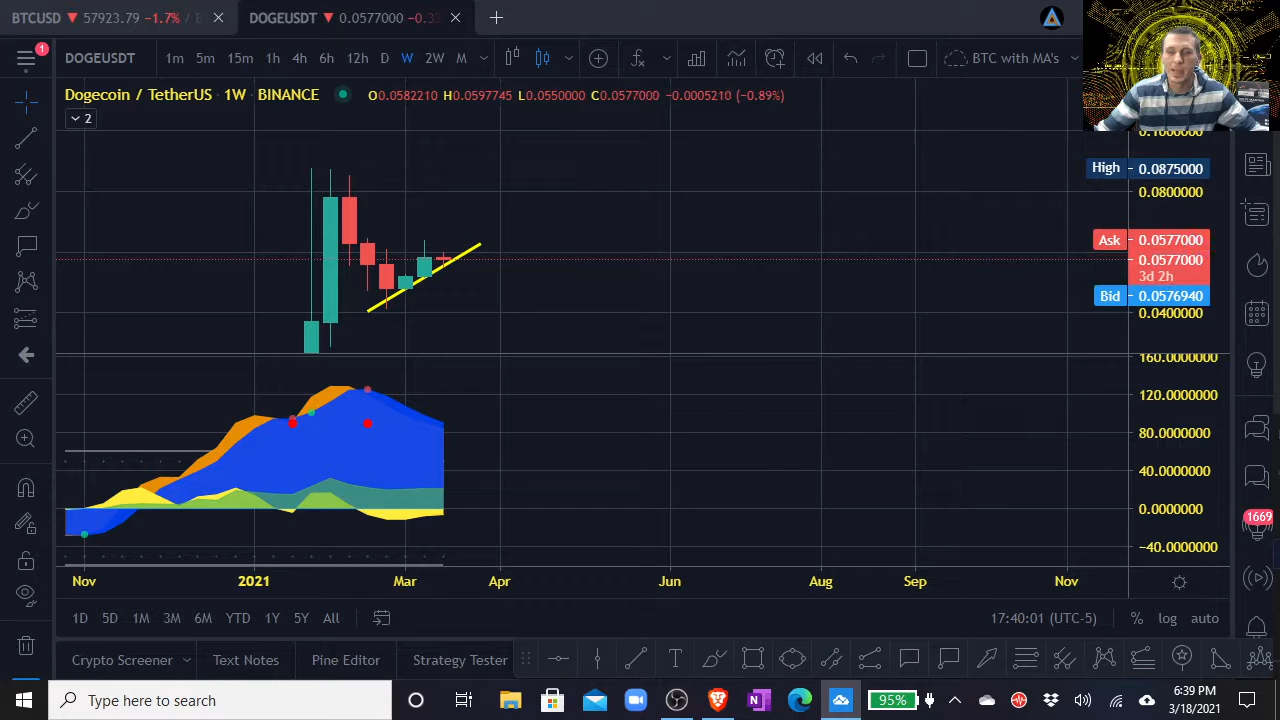 BTCUSD 57923.79 −1.7% /
DOGEUSDT 0.0577000
1
DOGEUSDT 1m 5m 15m 1h 4h 6h 12h D W 2W M BTC with MA's
Dogecoin / TetherUS · 1W · BINANCE O0.0582210 H0.0597745 L0.0550000 C0.0577000 −0.0005210 (−0.89%)
2
0.1000000
High 0.0875000
0.0800000
Ask 0.0577000
0.0577000
3d 2h
Bid 0.0576940
0.0400000
160.0000000
120.0000000
80.0000000
40.0000000
1669
0.0000000
−40.0000000
Nov 2021 Mar Apr Jun Aug Sep Nov
1D 5D 1M 3M 6M YTD 1Y 5Y All 17:40:01 (UTC-5) % log auto
Crypto Screener Text Notes Pine Editor Strategy Tester
Type here to search 95% 6:39 PM
3/18/2021